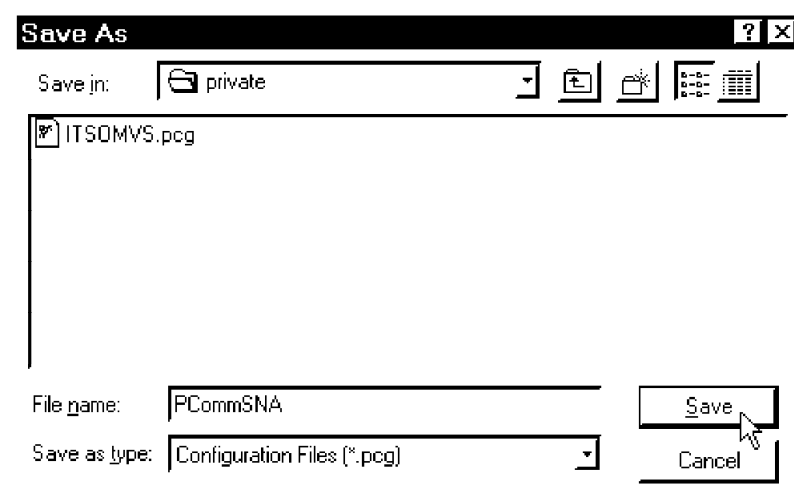 Save As
Save in: private
ITSOMVS.pcg
File name: PCommSNA Save
Save as type: Configuration Files (*.pcg) Cancel